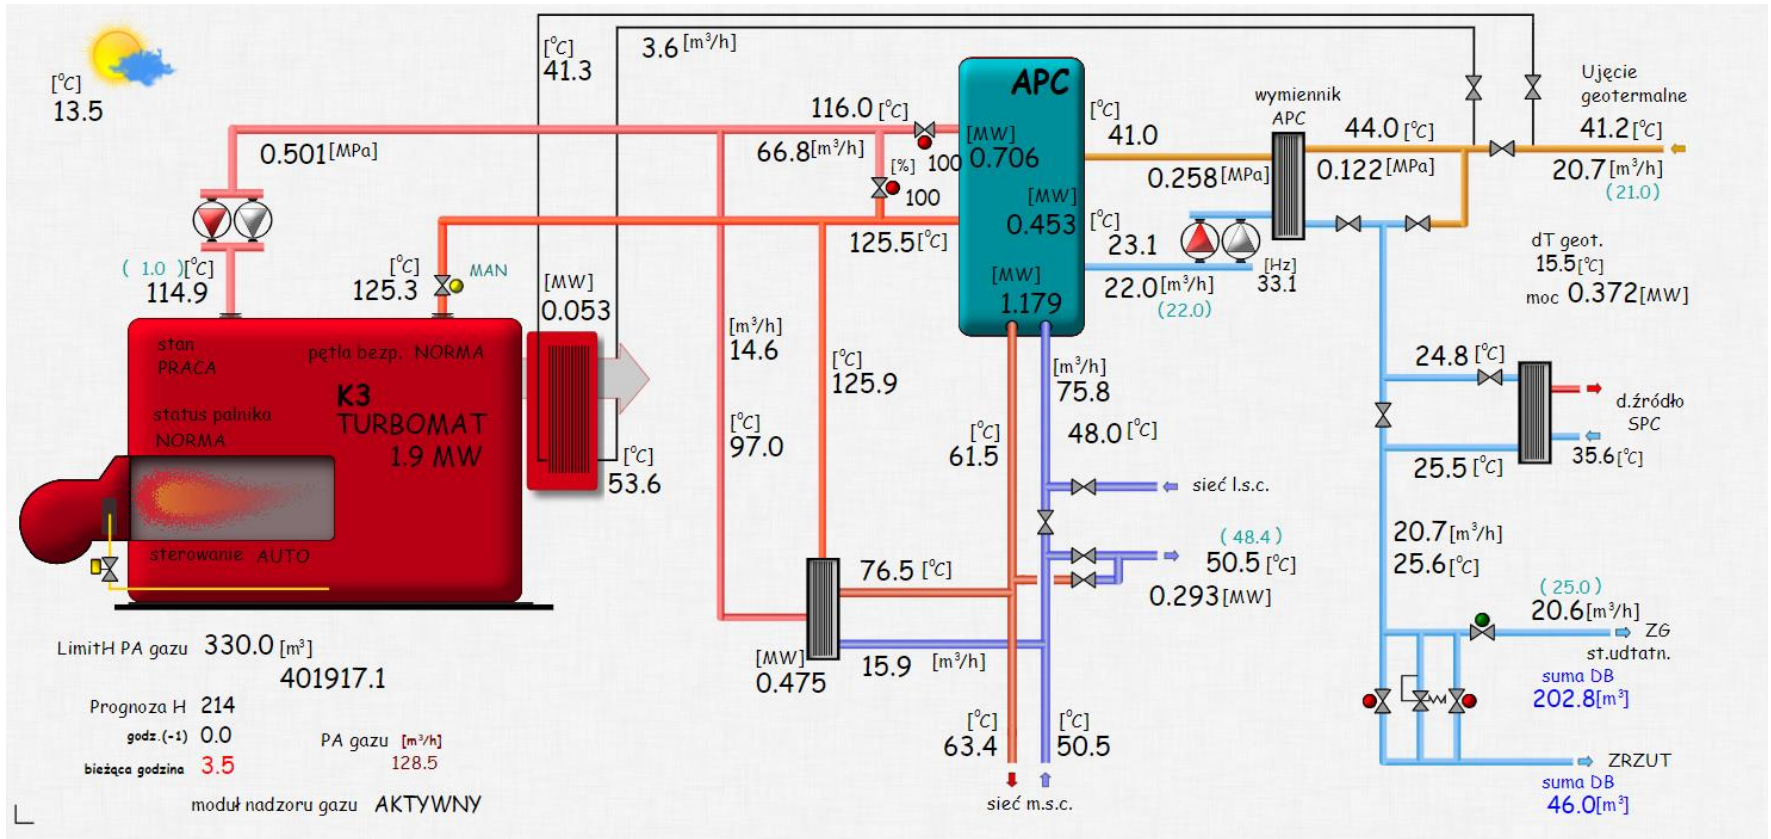 [°C]
13.5
[°C]
41.3
3.6 [m³/h]
116.0 [°C]
66.8 [m³/h]
0.501 [MPa]
[%] 100
100
APC
[MW]
0.706
[MW]
0.453
[MW]
1.179
[°C]
41.0
0.258 [MPa]
wymiennik
APC
44.0 [°C]
0.122 [MPa]
Ujęcie
geotermalne
41.2 [°C]
20.7 [m³/h]
(21.0)
125.5 [°C]
[°C]
23.1
22.0 [m³/h]
(22.0)
[Hz]
33.1
dT geot.
15.5 [°C]
moc 0.372 [MW]
( 1.0 ) [°C]
114.9
[°C]
125.3
MAN
[MW]
0.053
stan
PRACA
pętla bezp. NORMA
K3
TURBOMAT
1.9 MW
status palnika
NORMA
sterowanie AUTO
[°C]
53.6
[m³/h]
14.6
[°C]
97.0
[°C]
125.9
[°C]
61.5
[m³/h]
75.8
48.0 [°C]
sieć l.s.c.
(48.4)
50.5 [°C]
0.293 [MW]
24.8 [°C]
d.źródło
SPC
25.5 [°C]
35.6 [°C]
20.7 [m³/h]
25.6 [°C]
(25.0)
20.6 [m³/h]
ZG
st.udtatn.
suma DB
202.8 [m³]
ZRZUT
suma DB
46.0 [m³]
76.5 [°C]
15.9 [m³/h]
[MW]
0.475
[°C]
63.4
[°C]
50.5
sieć m.s.c.
LimitH PA gazu 330.0 [m³]
401917.1
Prognoza H 214
godz.(-1) 0.0
bieżąca godzina 3.5
PA gazu [m³/h]
128.5
moduł nadzoru gazu AKTYWNY